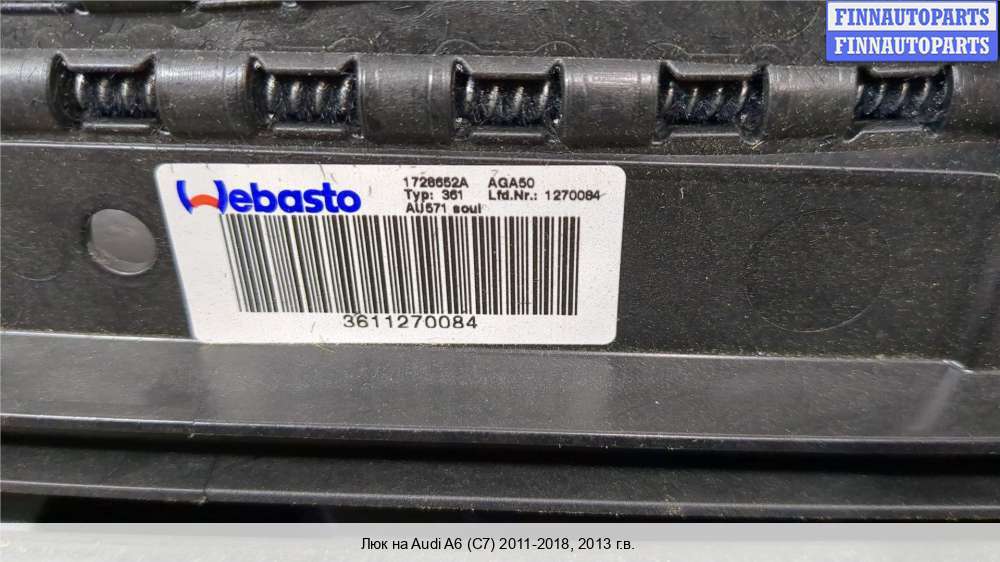 FINNAUTOPARTS
FINNAUTOPARTS
Webasto
1728652A AGA50
Typ: 361 Lfd.Nr.: 1270084
AU571 soul
3611270084
Люк на Audi A6 (C7) 2011-2018, 2013 г.в.